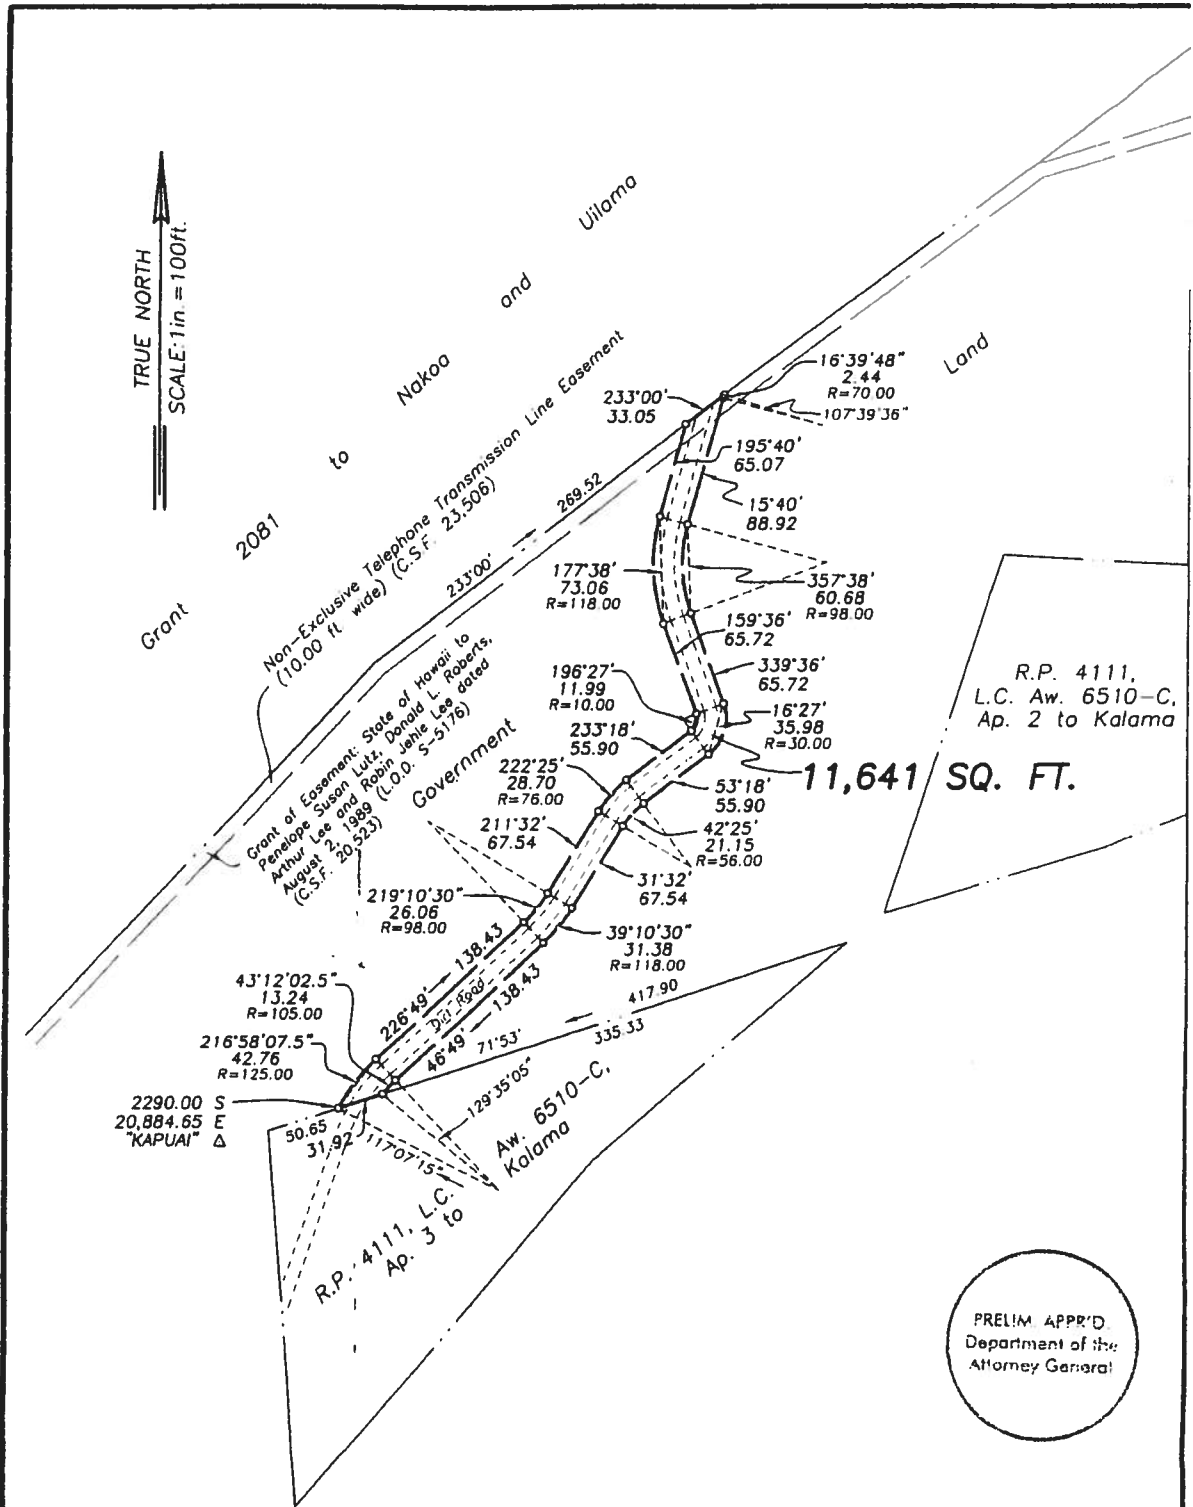 TRUE NORTH
SCALE: 1 in. = 100 ft.
Grant 2081 to Nakoa and Uilama
Non-Exclusive Telephone Transmission Line Easement
(10.00 ft. wide) (C.S.F. 23,506)
233°00'
269.52
Grant of Easement: State of Hawaii to
Penelope Susan Lutz, Donald L. Roberts,
Arthur Lee and Robin Jehle Lee dated
August 2, 1989 (L.O.D. S-5176)
(C.S.F. 20,523)
Government Land
233°00'
33.05
16°39'48"
2.44
R=70.00
107°39'36"
195°40'
65.07
15°40'
88.92
177°38'
73.06
R=118.00
357°38'
60.68
R=98.00
159°36'
65.72
339°36'
65.72
196°27'
11.99
R=10.00
16°27'
35.98
R=30.00
233°18'
55.90
11,641 SQ. FT.
53°18'
55.90
222°25'
28.70
R=76.00
42°25'
21.15
R=56.00
211°32'
67.54
31°32'
67.54
219°10'30"
26.06
R=98.00
39°10'30"
31.38
R=118.00
226°49'
138.43
Dirt Road
46°49'
138.43
43°12'02.5"
13.24
R=105.00
216°58'07.5"
42.76
R=125.00
2290.00 S
20,884.65 E
"KAPUAI" Δ
71°53'
417.90
335.33
50.65
31.92
117°07'15"
129°35'05"
R.P. 4111, L.C. Aw. 6510-C,
Ap. 3 to Kalama
R.P. 4111,
L.C. Aw. 6510-C,
Ap. 2 to Kalama
PRELIM. APPR'D.
Department of the
Attorney General